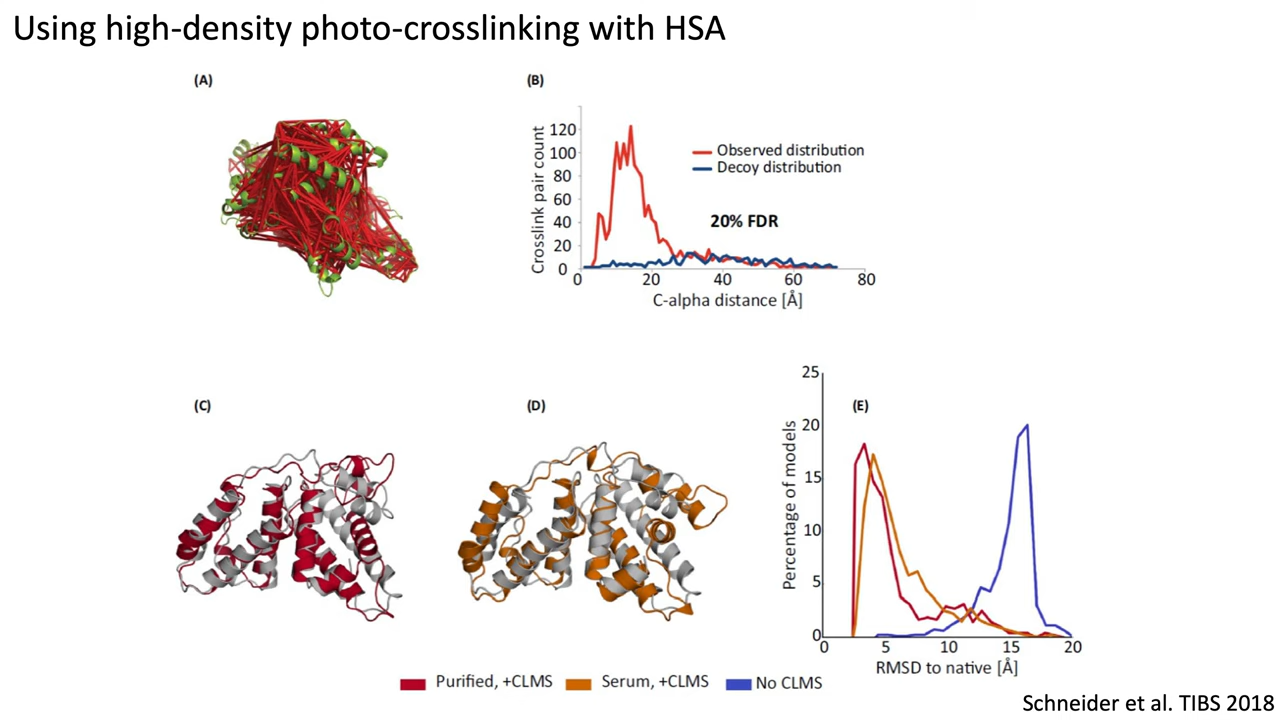 Using high-density photo-crosslinking with HSA
(A)
(B)
Crosslink pair count
120
100
80
60
40
20
0
Observed distribution
Decoy distribution
20% FDR
0 20 40 60 80
C-alpha distance [Å]
(C)
(D)
(E)
Percentage of models
25
20
15
10
5
0
0 5 10 15 20
RMSD to native [Å]
Purified, +CLMS Serum, +CLMS No CLMS
Schneider et al. TIBS 2018